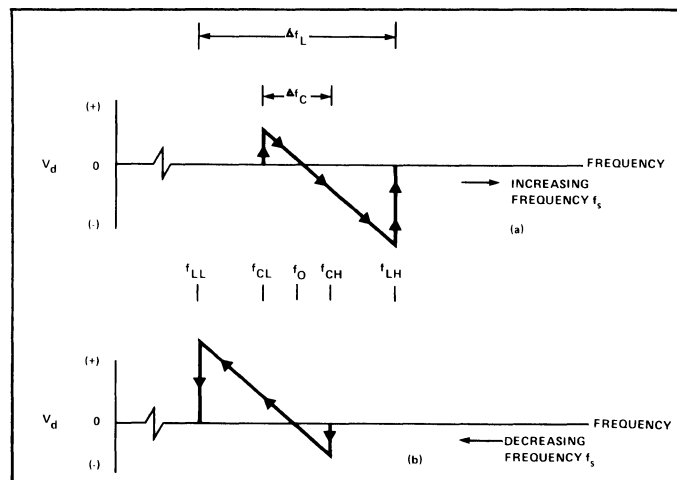 Δf_L
Δf_C
(+)
V_d 0 FREQUENCY
INCREASING
FREQUENCY f_s
(-)
(a)
f_LL f_CL f_O f_CH f_LH
(+)
V_d 0 FREQUENCY
DECREASING
FREQUENCY f_s
(-)
(b)